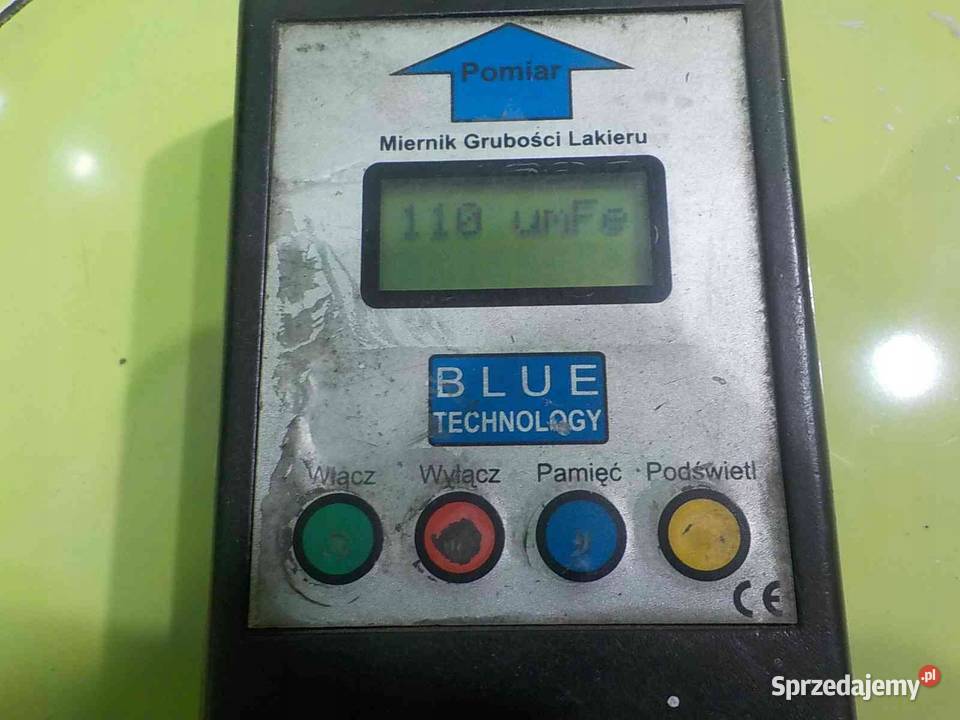 Pomiar
Miernik Grubości Lakieru
110 umFe
BLUE
TECHNOLOGY
Włącz Wyłącz Pamięć Podświetl
CE
Sprzedajemy.pl